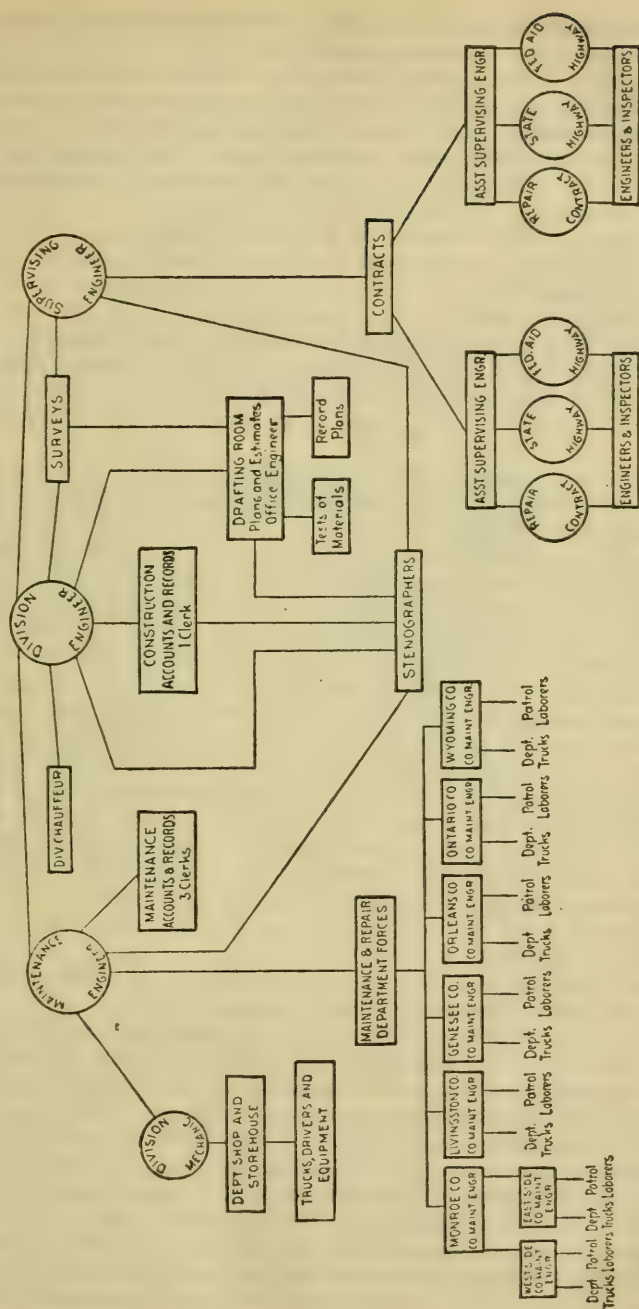 DIVISION
ENGINEER
MAINTENANCE
ENGINEER
SUPERVISING
ENGINEER
SURVEYS
DIV CHAUFFEUR
DIVISION
MECHANIC
DEPT SHOP AND
STOREHOUSE
TRUCKS, DRIVERS AND
EQUIPMENT
MAINTENANCE
ACCOUNTS & RECORDS
3 Clerks
CONSTRUCTION
ACCOUNTS AND RECORDS
1 Clerk
DRAFTING ROOM
Plans and Estimates
Office Engineer
Tests of
Materials
Record
Plans
STENOGRAPHERS
MAINTENANCE & REPAIR
DEPARTMENT FORCES
MONROE CO.
CO MAINT ENGR.
WEST SIDE
CO MAINT
ENGR
Dept Patrol
Trucks Laborers
EAST SIDE
CO MAINT
ENGR
Dept Patrol
Trucks Laborers
LIVINGSTON CO.
CO MAINT ENGR
Dept. Patrol
Trucks Laborers
GENESEE CO.
CO MAINT ENGR
Dept. Patrol
Trucks Laborers
ORLEANS CO
CO MAINT ENGR
Dept Patrol
Trucks Laborers
ONTARIO CO
CO MAINT ENGR
Dept. Patrol
Trucks Laborers
WYOMING CO.
CO MAINT ENGR.
Dept. Patrol
Trucks Laborers
CONTRACTS
ASST SUPERVISING ENGR.
REPAIR
CONTRACT
STATE
HIGHWAY
FED. AID
HIGHWAY
ENGINEERS & INSPECTORS
ASST SUPERVISING ENGR.
REPAIR
CONTRACT
STATE
HIGHWAY
FED AID
HIGHWAY
ENGINEERS & INSPECTORS